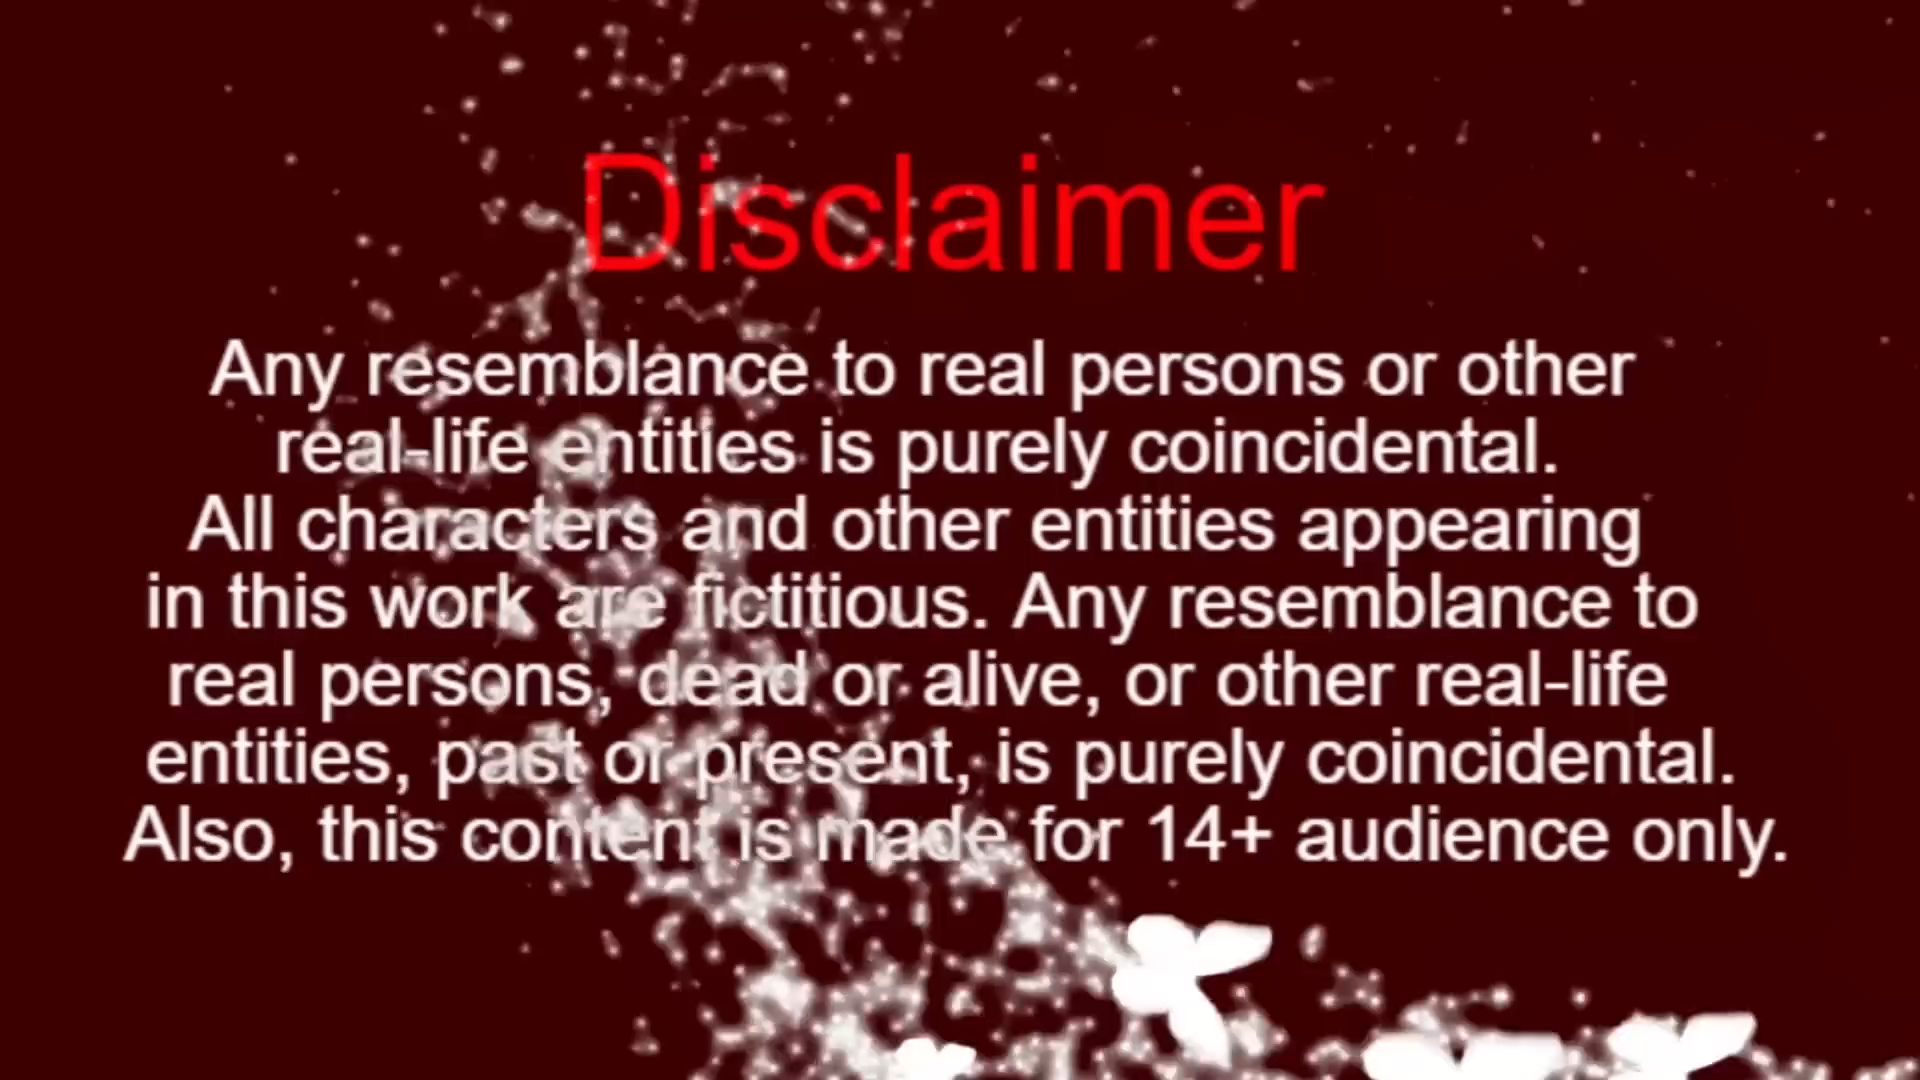 Disclaimer
Any resemblance to real persons or other
real-life entities is purely coincidental.
All characters and other entities appearing
in this work are fictitious. Any resemblance to
real persons, dead or alive, or other real-life
entities, past or present, is purely coincidental.
Also, this content is made for 14+ audience only.